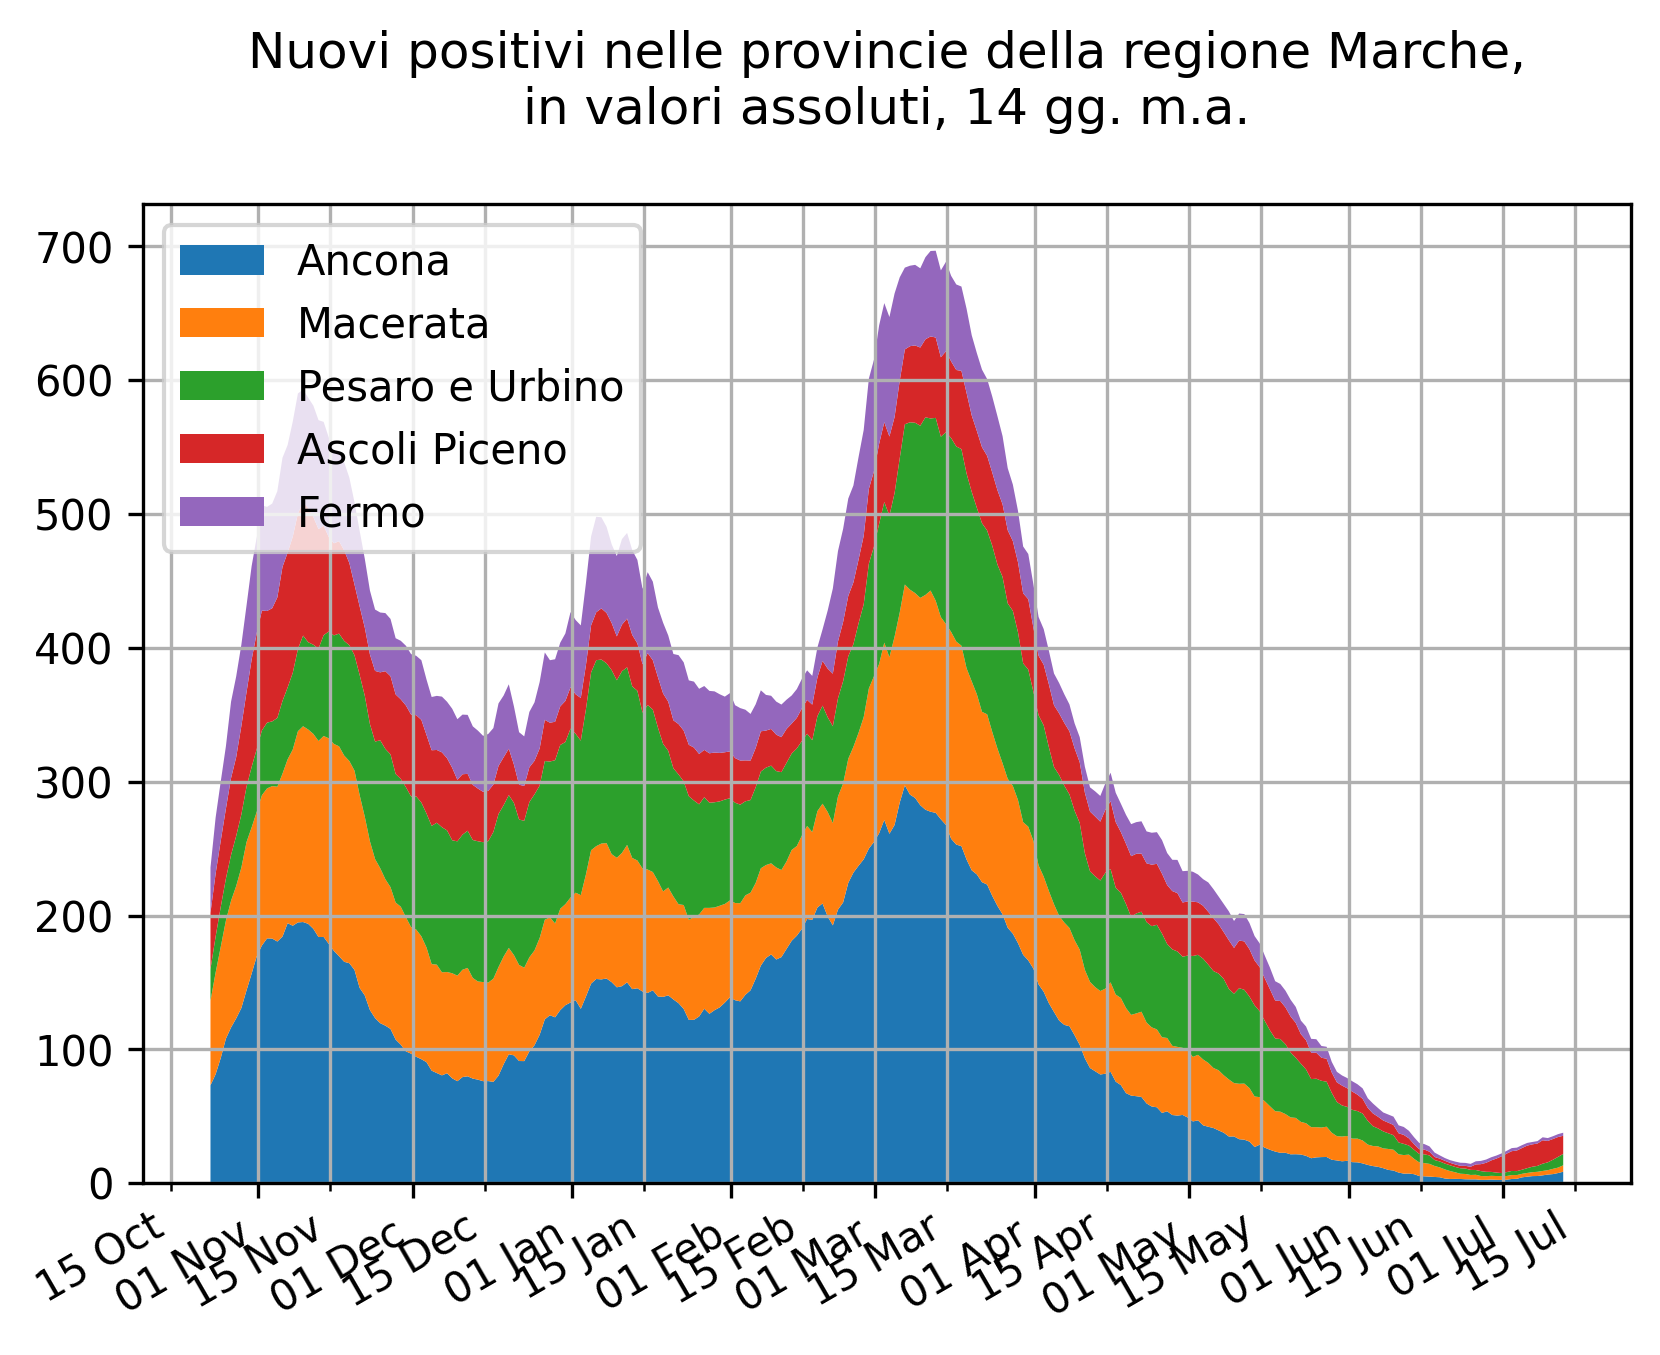 Nuovi positivi nelle provincie della regione Marche,
in valori assoluti, 14 gg. m.a.
700
600
500
400
300
200
100
0
Ancona
Macerata
Pesaro e Urbino
Ascoli Piceno
Fermo
15 Oct
01 Nov
15 Nov
01 Dec
15 Dec
01 Jan
15 Jan
01 Feb
15 Feb
01 Mar
15 Mar
01 Apr
15 Apr
01 May
15 May
01 Jun
15 Jun
01 Jul
15 Jul